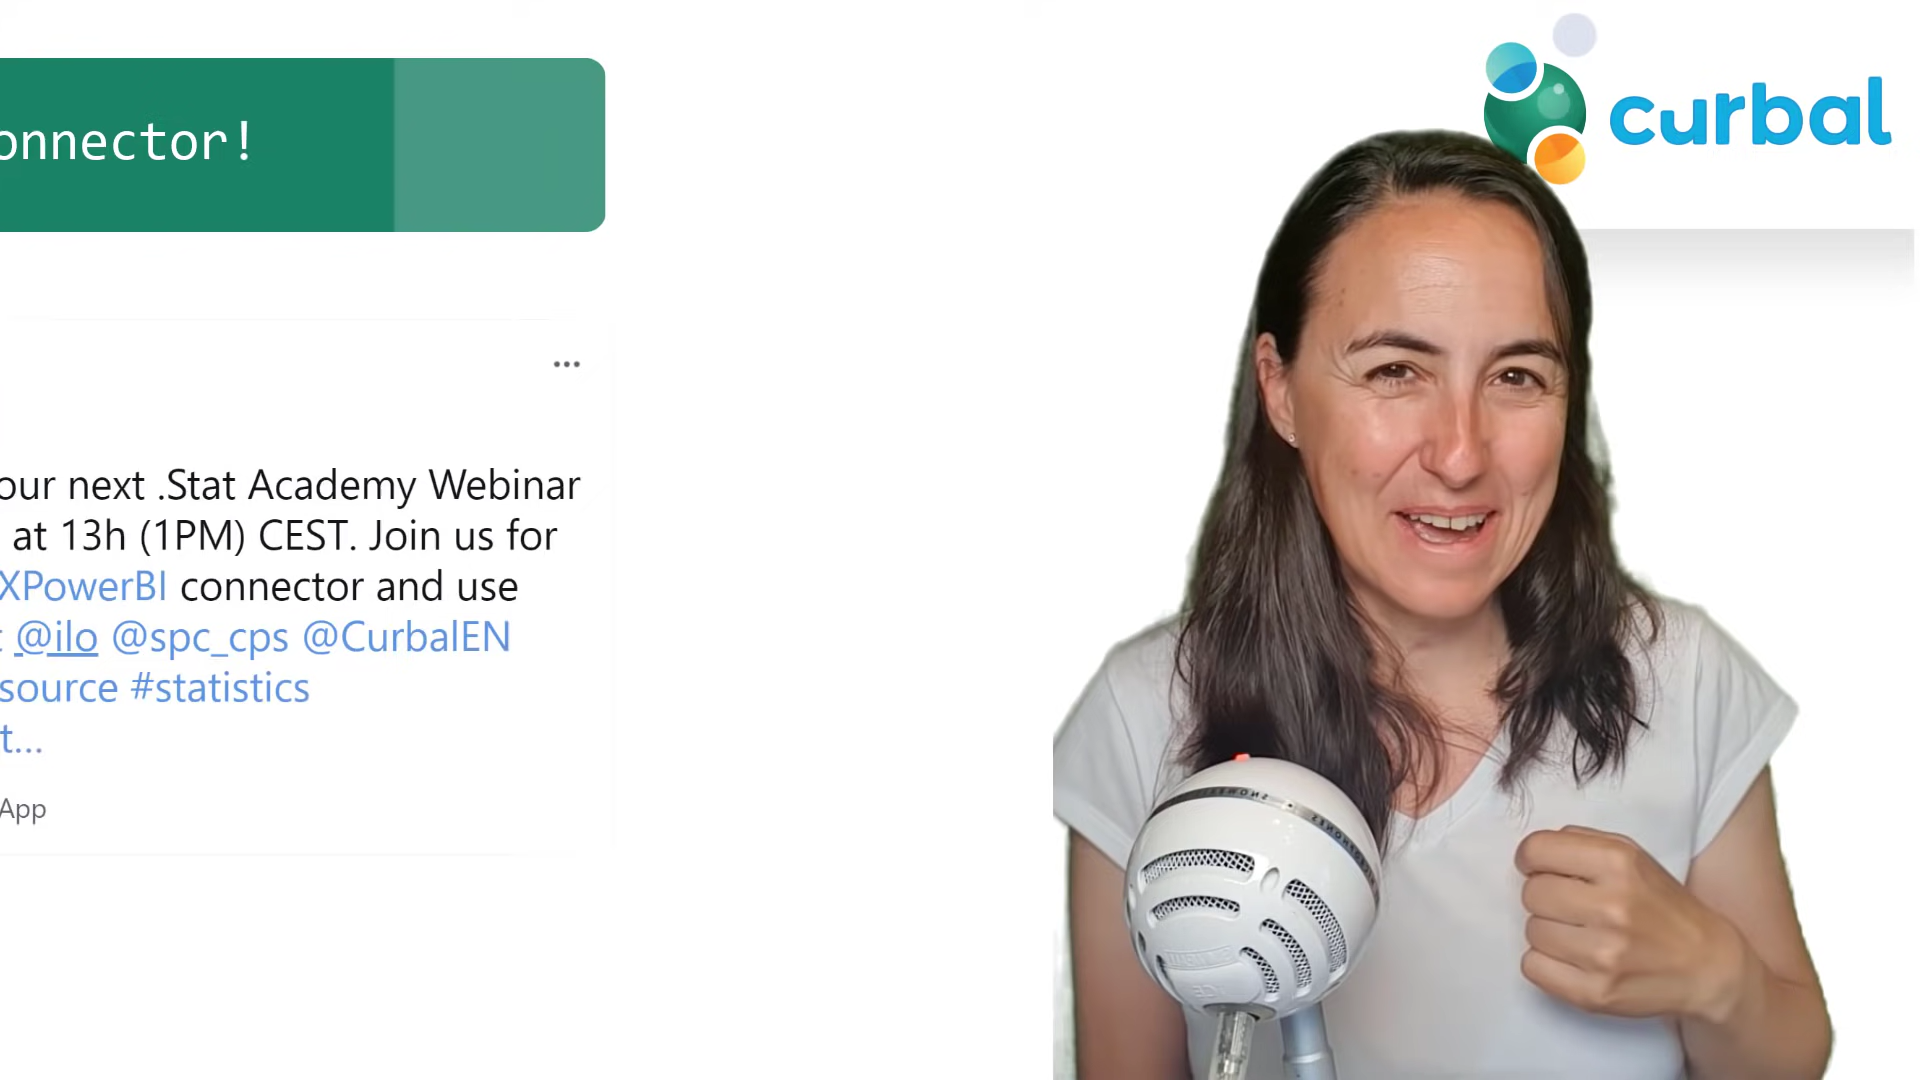 onnector!
curbal
our next .Stat Academy Webinar
at 13h (1PM) CEST. Join us for
XPowerBI connector and use
@ilo @spc_cps @CurbalEN
source #statistics
t...
App